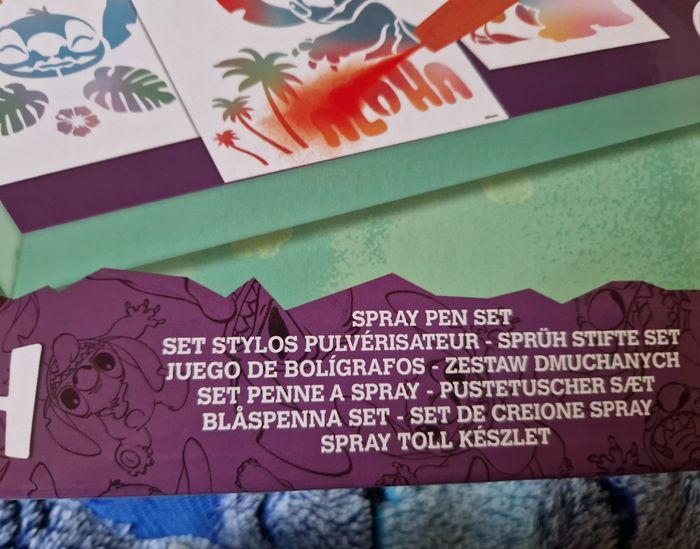 ALOHA
SPRAY PEN SET
SET STYLOS PULVÉRISATEUR - SPRÜH STIFTE SET
JUEGO DE BOLÍGRAFOS - ZESTAW DMUCHANYCH
SET PENNE A SPRAY - PUSTETUSCHER SÆT
BLÅSPENNA SET - SET DE CREIONE SPRAY
SPRAY TOLL KÉSZLET